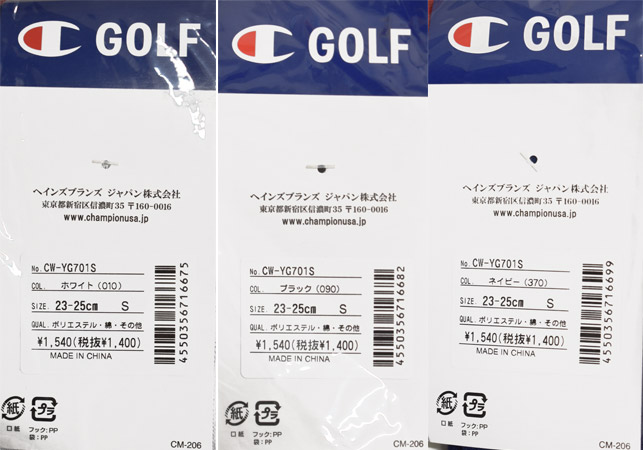 GOLF
ヘインズブランズ ジャパン株式会社
東京都新宿区信濃町35 〒160-0016
www.championusa.jp
No. CW-YG701S
COL. ホワイト(010)
SIZE. 23-25cm S
QUAL. ポリエステル・綿・その他
¥1,540(税抜¥1,400)
MADE IN CHINA
4550356716675
紙
口紙
プラ
フック:PP
袋:PP
CM-206
GOLF
ヘインズブランズ ジャパン株式会社
東京都新宿区信濃町35 〒160-0016
www.championusa.jp
No. CW-YG701S
COL. ブラック(090)
SIZE. 23-25cm S
QUAL. ポリエステル・綿・その他
¥1,540(税抜¥1,400)
MADE IN CHINA
4550356716682
紙
口紙
プラ
フック:PP
袋:PP
CM-206
GOLF
ヘインズブランズ ジャパン株式会社
東京都新宿区信濃町35 〒160-0016
www.championusa.jp
No. CW-YG701S
COL. ネイビー(370)
SIZE. 23-25cm S
QUAL. ポリエステル・綿・その他
¥1,540(税抜¥1,400)
MADE IN CHINA
4550356716699
紙
口紙
プラ
フック:PP
袋:PP
CM-206